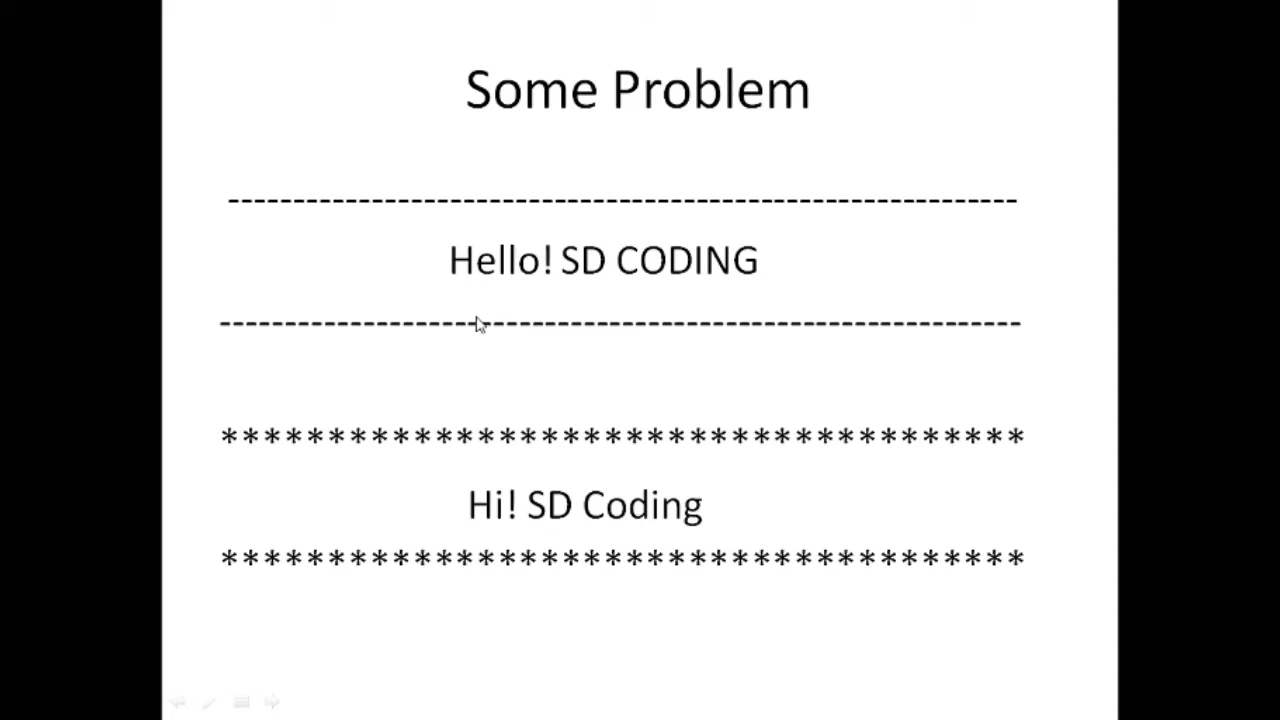 Some Problem
-------------------------------------------------------------
Hello! SD CODING
--------------------------------------------------------------
**************************************
Hi! SD Coding
**************************************